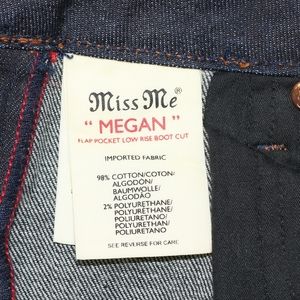 Miss Me
" MEGAN "
FLAP POCKET LOW RISE BOOT CUT
IMPORTED FABRIC
98% COTTON/COTON/
ALGODÓN/
BAUMWOLLE/
ALGODÃO
2% POLYURETHANE/
POLYURÉTHANE/
POLIURETANO/
POLYURETHAN/
POLIURETANO
SEE REVERSE FOR CARE